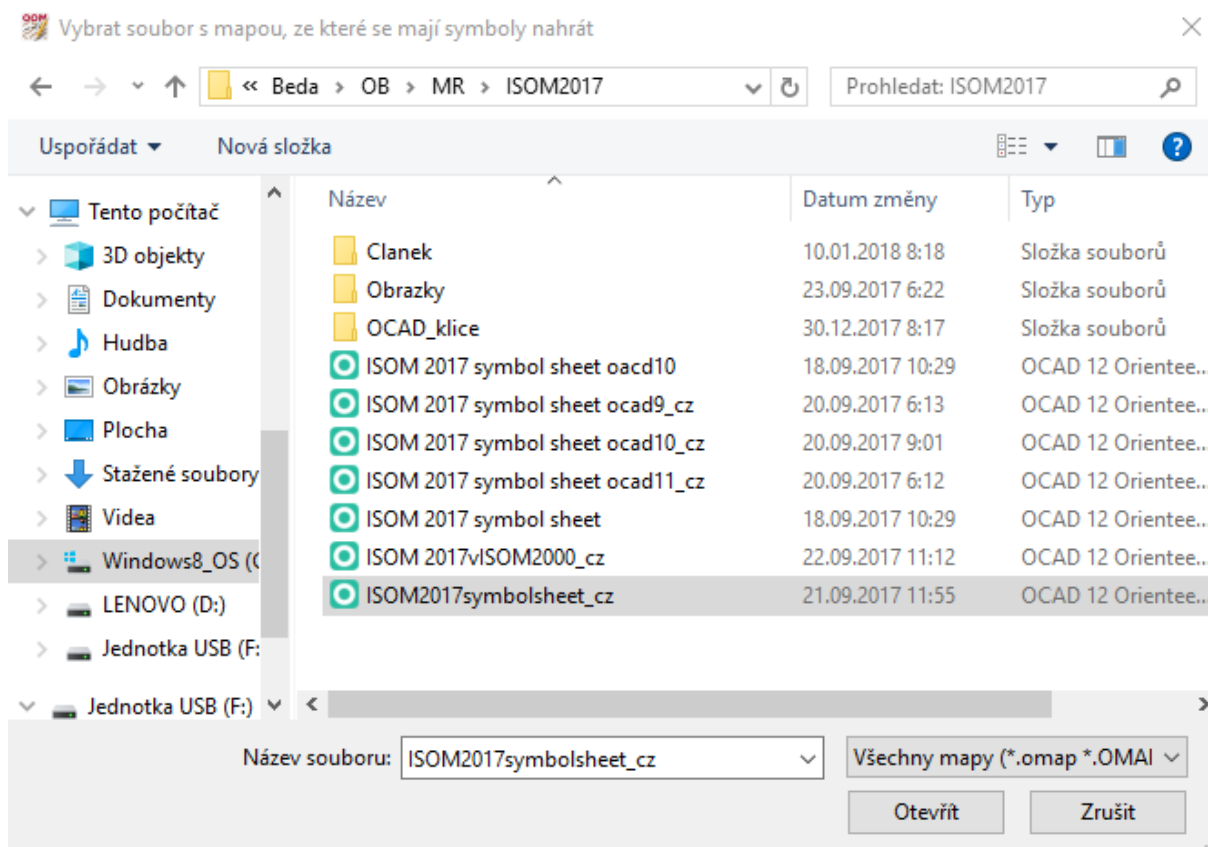 Vybrat soubor s mapou, ze které se mají symboly nahrát
« Beda › OB › MR › ISOM2017
Prohledat: ISOM2017
Uspořádat Nová složka
Název Datum změny Typ
Tento počítač
3D objekty
Dokumenty
Hudba
Obrázky
Plocha
Stažené soubory
Videa
Windows8_OS (C
LENOVO (D:)
Jednotka USB (F:
Jednotka USB (F:)
Clanek 10.01.2018 8:18 Složka souborů
Obrazky 23.09.2017 6:22 Složka souborů
OCAD_klice 30.12.2017 8:17 Složka souborů
ISOM 2017 symbol sheet oacd10 18.09.2017 10:29 OCAD 12 Orientee...
ISOM 2017 symbol sheet ocad9_cz 20.09.2017 6:13 OCAD 12 Orientee...
ISOM 2017 symbol sheet ocad10_cz 20.09.2017 9:01 OCAD 12 Orientee...
ISOM 2017 symbol sheet ocad11_cz 20.09.2017 6:12 OCAD 12 Orientee...
ISOM 2017 symbol sheet 18.09.2017 10:29 OCAD 12 Orientee...
ISOM 2017vISOM2000_cz 22.09.2017 11:12 OCAD 12 Orientee...
ISOM2017symbolsheet_cz 21.09.2017 11:55 OCAD 12 Orientee...
Název souboru: ISOM2017symbolsheet_cz Všechny mapy (*.omap *.OMAI
Otevřít Zrušit